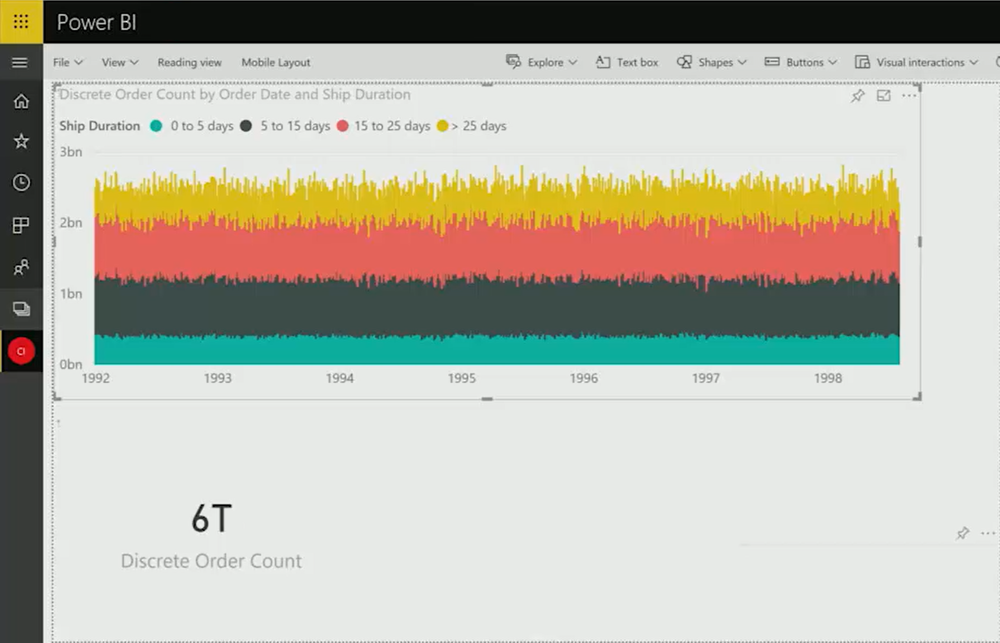 Power BI
File View Reading view Mobile Layout Explore Text box Shapes Buttons Visual interactions
Discrete Order Count by Order Date and Ship Duration
Ship Duration 0 to 5 days 5 to 15 days 15 to 25 days > 25 days
3bn
2bn
1bn
0bn
1992 1993 1994 1995 1996 1997 1998
6T
Discrete Order Count